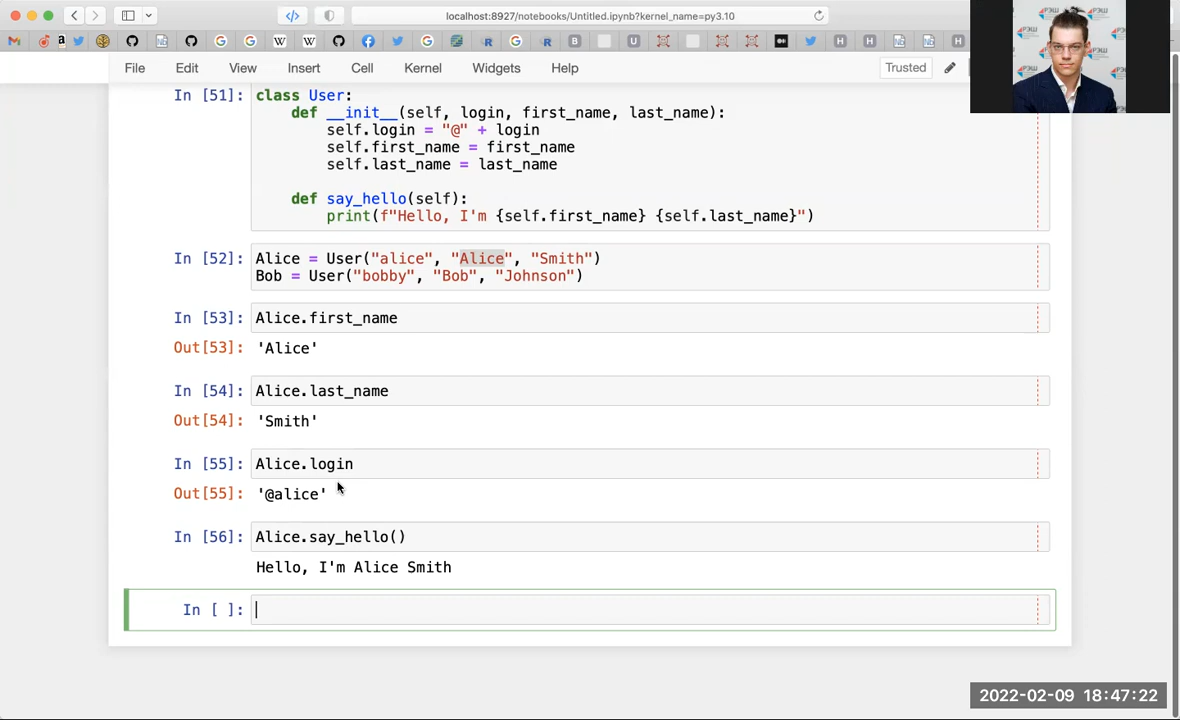 localhost:8927/notebooks/Untitled.ipynb?kernel_name=py3.10
File Edit View Insert Cell Kernel Widgets Help Trusted
In [51]: class User:
def __init__(self, login, first_name, last_name):
self.login = "@" + login
self.first_name = first_name
self.last_name = last_name
def say_hello(self):
print(f"Hello, I'm {self.first_name} {self.last_name}")
In [52]: Alice = User("alice", "Alice", "Smith")
Bob = User("bobby", "Bob", "Johnson")
In [53]: Alice.first_name
Out[53]: 'Alice'
In [54]: Alice.last_name
Out[54]: 'Smith'
In [55]: Alice.login
Out[55]: '@alice'
In [56]: Alice.say_hello()
Hello, I'm Alice Smith
In [ ]:
РЭШ
2022-02-09 18:47:22